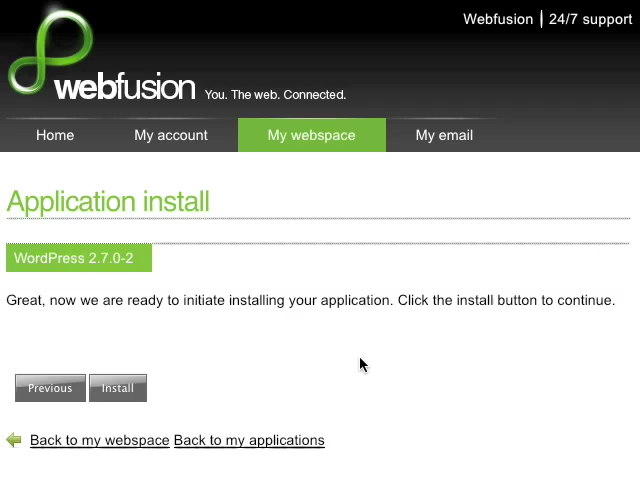 Webfusion | 24/7 support
webfusion You. The web. Connected.
Home My account My webspace My email
Application install
WordPress 2.7.0-2
Great, now we are ready to initiate installing your application. Click the install button to continue.
Previous Install
Back to my webspace Back to my applications